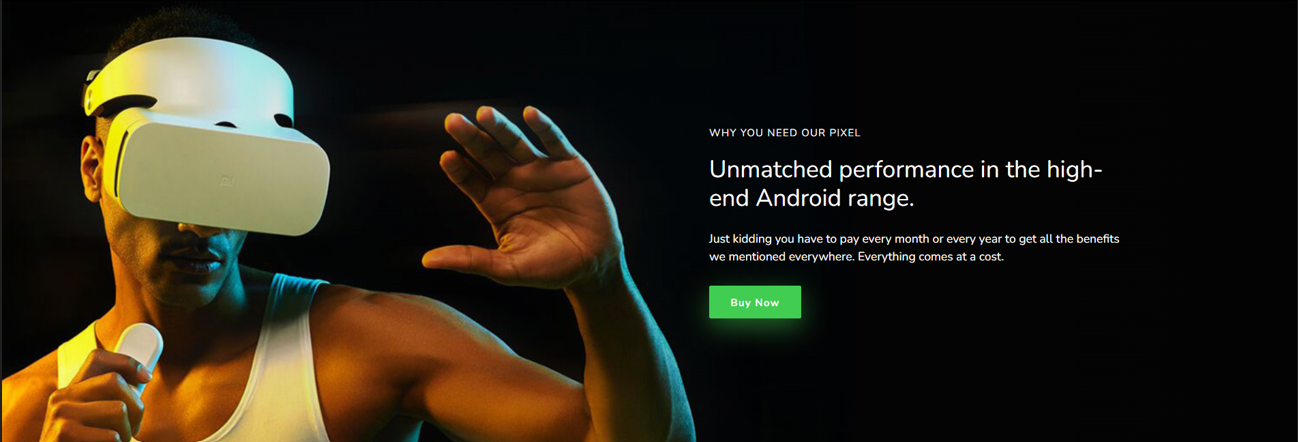 WHY YOU NEED OUR PIXEL
Unmatched performance in the high-
end Android range.
Just kidding you have to pay every month or every year to get all the benefits
we mentioned everywhere. Everything comes at a cost.
Buy Now